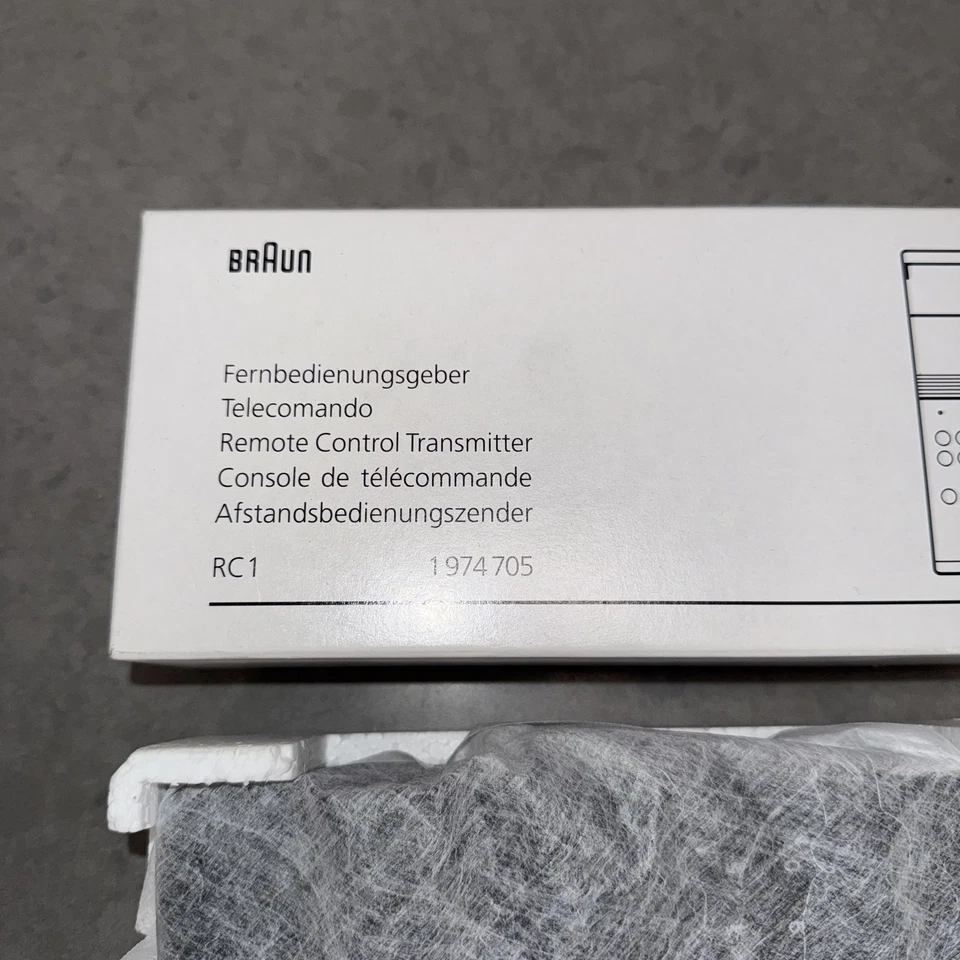 BRAUN
Fernbedienungsgeber
Telecomando
Remote Control Transmitter
Console de télécommande
Afstandsbedienungszender
RC1 1 974 705